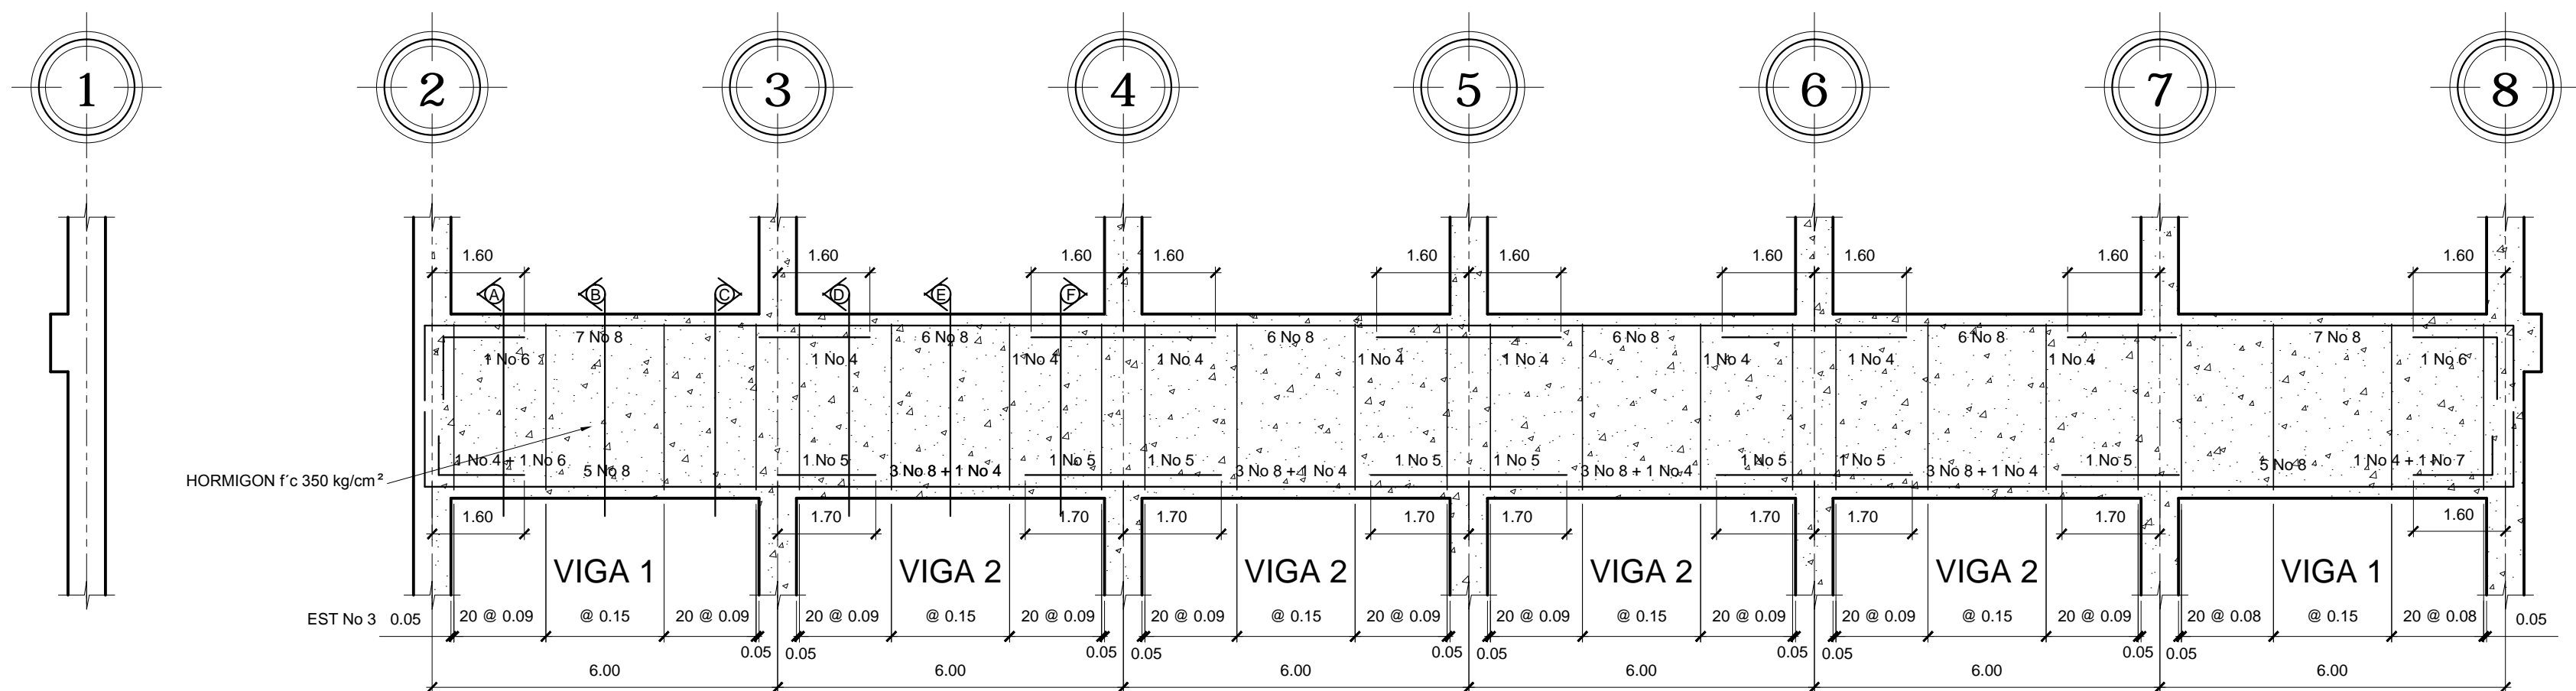 1 2 3 4 5 6 7 8
1.60 1.60 1.60 1.60 1.60 1.60 1.60 1.60 1.60 1.60
A B C D E F
7 No 8 6 No 8 6 No 8 6 No 8 6 No 8 7 No 8
1 No 6 1 No 4 1 No 4 1 No 4 1 No 4 1 No 4 1 No 4 1 No 4 1 No 4 1 No 6
1 No 4 + 1 No 6 1 No 5 1 No 5 1 No 5 1 No 5 1 No 5 1 No 5 1 No 5 1 No 5 1 No 4 + 1 No 7
5 No 8 3 No 8 + 1 No 4 3 No 8 + 1 No 4 3 No 8 + 1 No 4 3 No 8 + 1 No 4 5 No 8
HORMIGON f´c 350 kg/cm²
1.60 1.70 1.70 1.70 1.70 1.70 1.70 1.70 1.70 1.60
VIGA 1 VIGA 2 VIGA 2 VIGA 2 VIGA 2 VIGA 1
EST No 3 0.05 20 @ 0.09 @ 0.15 20 @ 0.09 20 @ 0.09 @ 0.15 20 @ 0.09 20 @ 0.09 @ 0.15 20 @ 0.09 20 @ 0.09 @ 0.15 20 @ 0.09 20 @ 0.09 @ 0.15 20 @ 0.09 20 @ 0.08 @ 0.15 20 @ 0.08 0.05
0.05 0.05 0.05 0.05 0.05 0.05 0.05 0.05 0.05 0.05
6.00 6.00 6.00 6.00 6.00 6.00